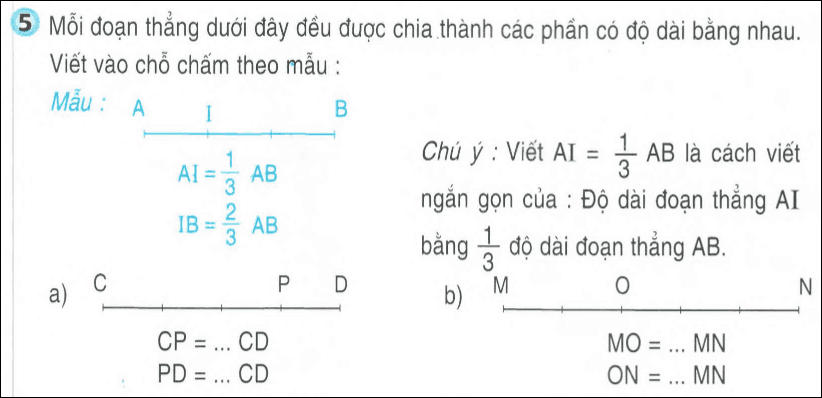 5 Mỗi đoạn thẳng dưới đây đều được chia thành các phần có độ dài bằng nhau.
Viết vào chỗ chấm theo mẫu :
Mẫu :
A I B
AI = 1/3 AB
IB = 2/3 AB
Chú ý : Viết AI = 1/3 AB là cách viết
ngắn gọn của : Độ dài đoạn thẳng AI
bằng 1/3 độ dài đoạn thẳng AB.
a) C P D
CP = ... CD
PD = ... CD
b) M O N
MO = ... MN
ON = ... MN